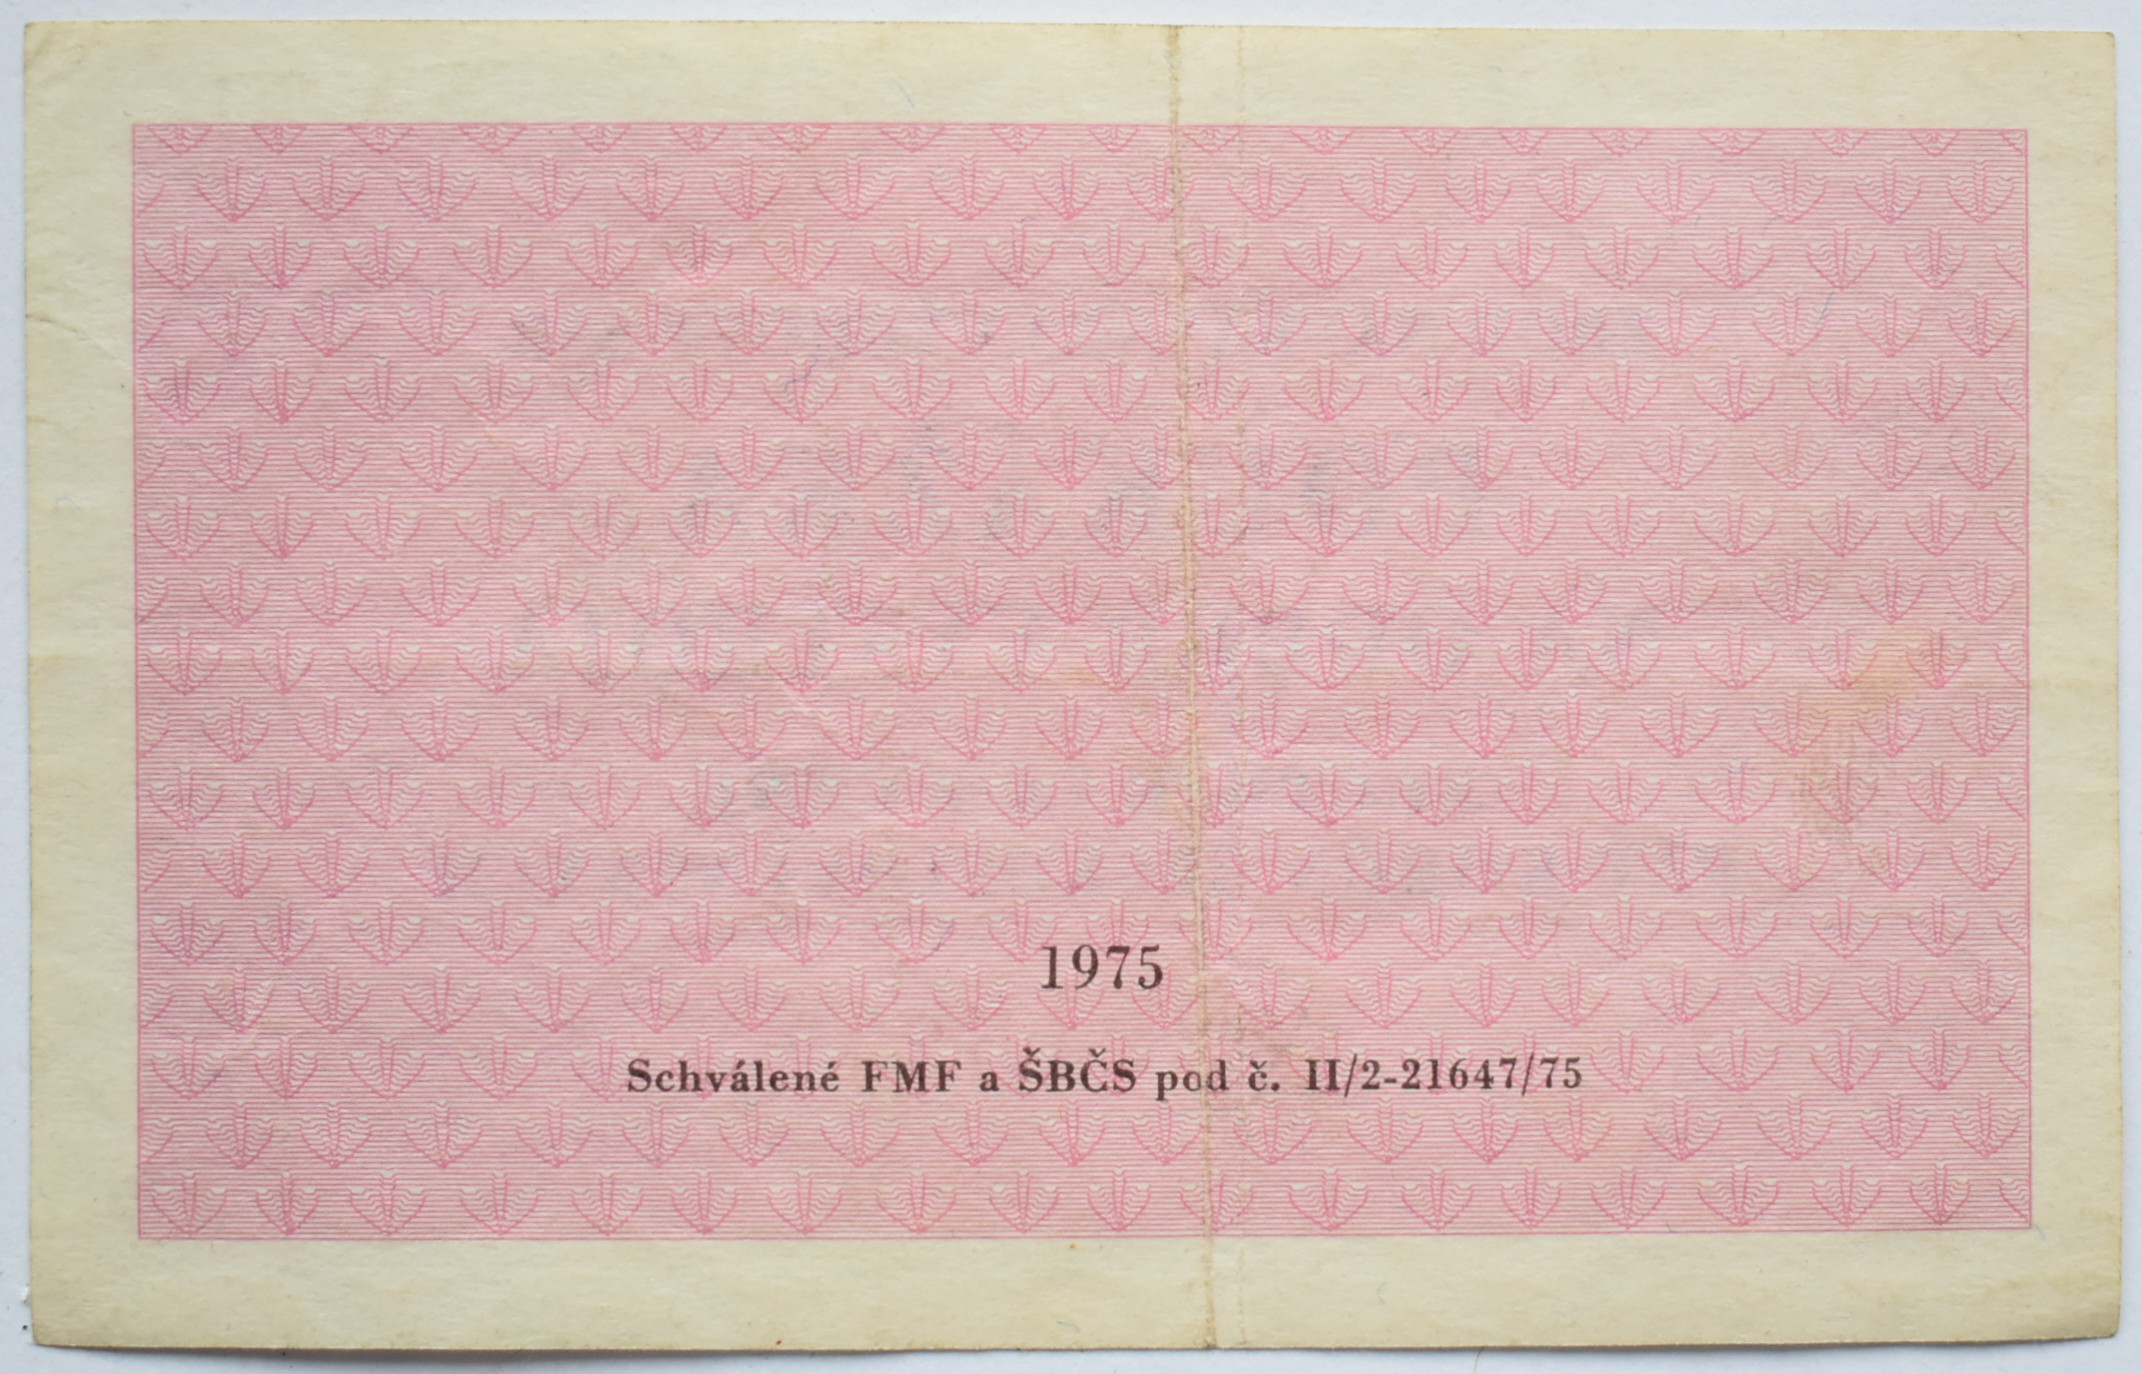 1975
Schválené FMF a ŠBČS pod č. II/2-21647/75